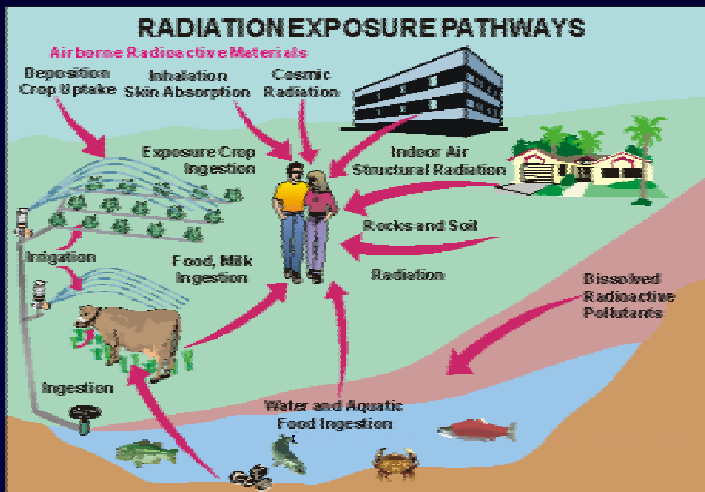 RADIATION EXPOSURE PATHWAYS
Airborne Radioactive Materials
Deposition
Crop Uptake
Inhalation
Skin Absorption
Cosmic
Radiation
Exposure Crop
Ingestion
Indoor Air
Structural Radiation
Rocks and Soil
Radiation
Irrigation
Food, Milk
Ingestion
Dissolved
Radioactive
Pollutants
Ingestion
Water and Aquatic
Food Ingestion